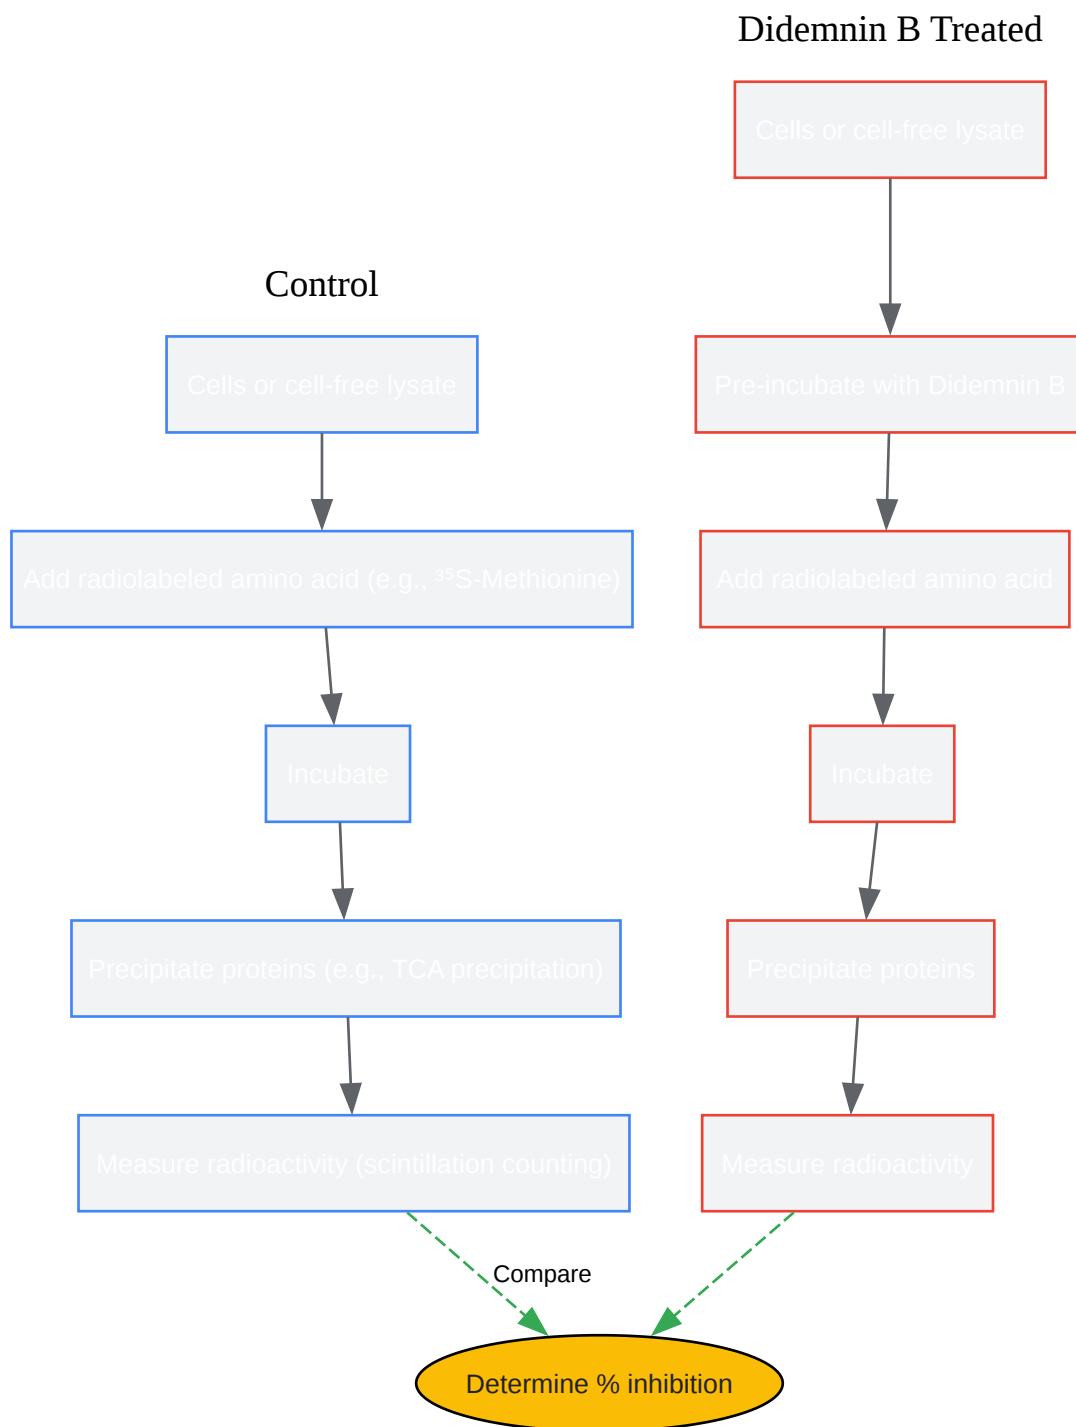 Didemnin B Treated
Cells or cell-free lysate
Control
Cells or cell-free lysate
Pre-incubate with Didemnin B
Add radiolabeled amino acid (e.g., ³⁵S-Methionine)
Add radiolabeled amino acid
Incubate
Incubate
Precipitate proteins (e.g., TCA precipitation)
Precipitate proteins
Measure radioactivity (scintillation counting)
Measure radioactivity
Compare
Determine % inhibition